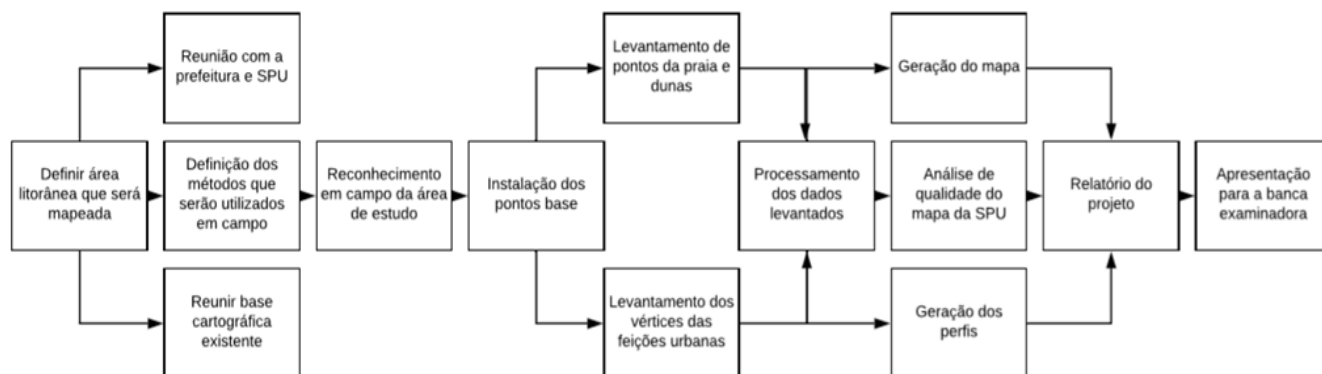 Reunião com a
prefeitura e SPU
Levantamento de
pontos da praia e
dunas
Geração do mapa
Definir área
litorânea que será
mapeada
Definição dos
métodos que
serão utilizados
em campo
Reconhecimento
em campo da área
de estudo
Instalação dos
pontos base
Processamento
dos dados
levantados
Análise de
qualidade do
mapa da SPU
Relatório do
projeto
Apresentação
para a banca
examinadora
Reunir base
cartográfica
existente
Levantamento dos
vértices das
feições urbanas
Geração dos
perfis